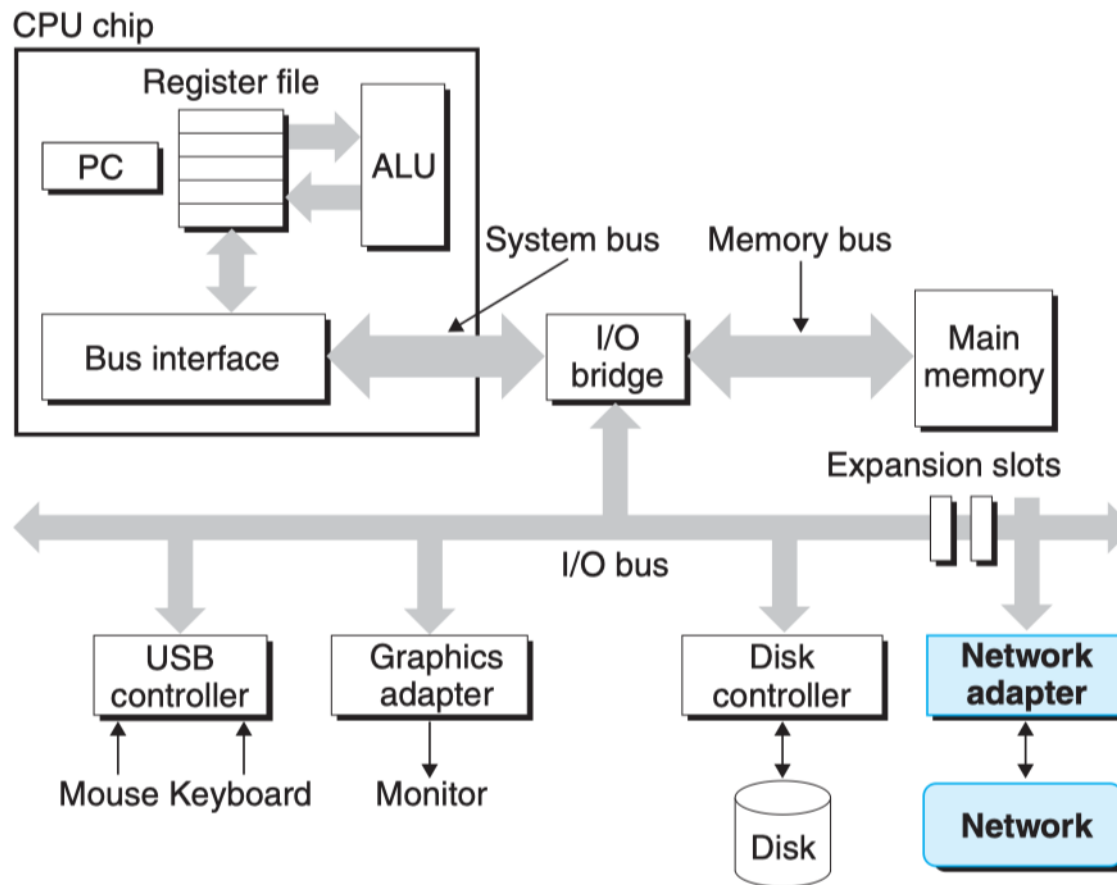 CPU chip
Register file
PC
ALU
System bus
Memory bus
Bus interface
I/O
bridge
Main
memory
Expansion slots
I/O bus
USB
controller
Graphics
adapter
Disk
controller
Network
adapter
Mouse Keyboard
Monitor
Disk
Network